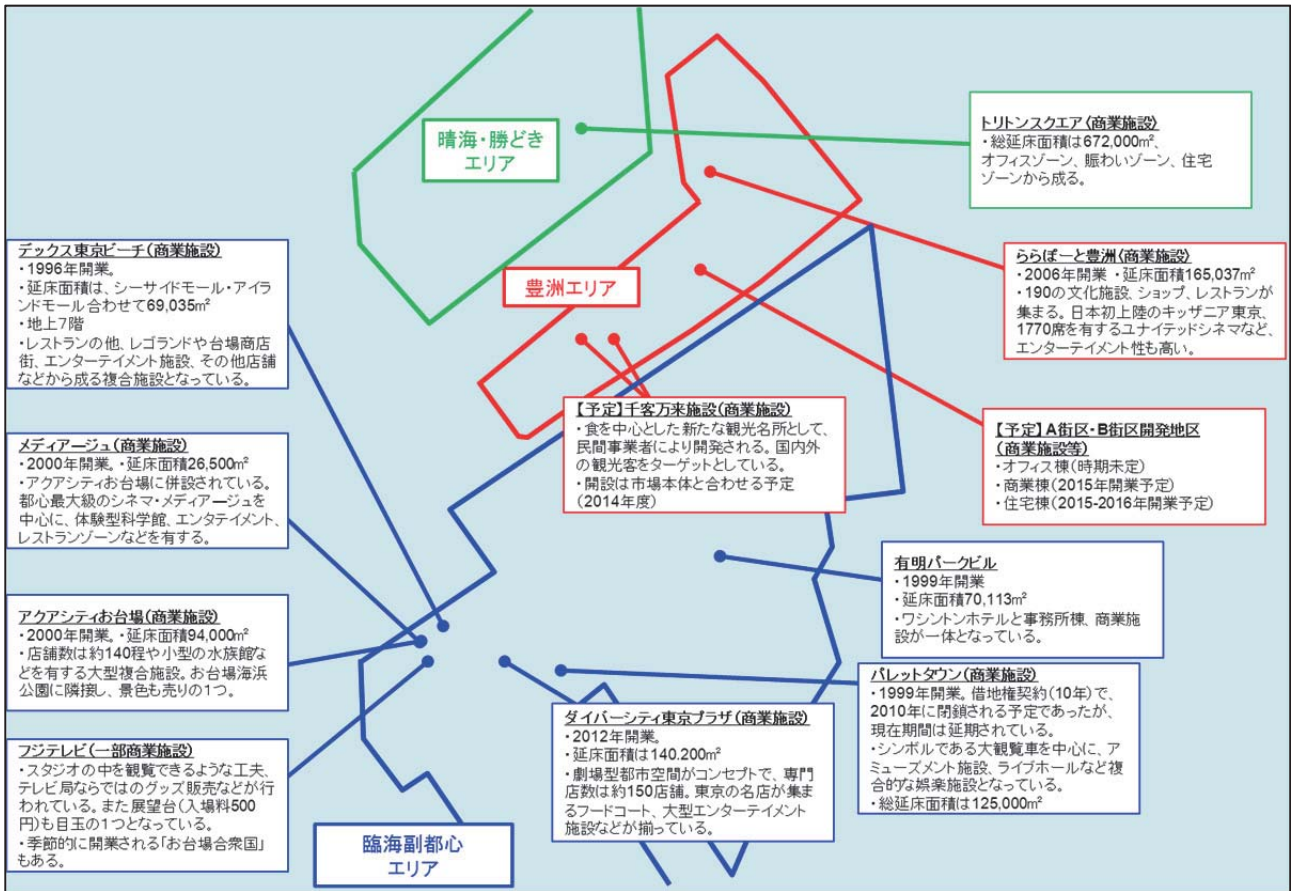 晴海・勝どき
エリア
トリトンスクエア(商業施設)
・総延床面積は672,000m²、
オフィスゾーン、賑わいゾーン、住宅
ゾーンから成る。
デックス東京ビーチ(商業施設)
・1996年開業。
・延床面積は、シーサイドモール・アイラ
ンドモール合わせて69,035m²
・地上7階
・レストランの他、レゴランドや台場商店
街、エンターテイメント施設、その他店舗
などから成る複合施設となっている。
豊洲エリア
ららぽーと豊洲(商業施設)
・2006年開業 ・延床面積165,037m²
・190の文化施設、ショップ、レストランが
集まる。日本初上陸のキッザニア東京、
1770席を有するユナイテッドシネマなど、
エンターテイメント性も高い。
【予定】千客万来施設(商業施設)
・食を中心とした新たな観光名所として、
民間事業者により開発される。国内外
の観光客をターゲットとしている。
・開設は市場本体と合わせる予定
(2014年度)
【予定】A街区・B街区開発地区
(商業施設等)
・オフィス棟(時期未定)
・商業棟(2015年開業予定)
・住宅棟(2015-2016年開業予定)
メディアージュ(商業施設)
・2000年開業。・延床面積26,500m²
・アクアシティお台場に併設されている。
都心最大級のシネマ・メディアージュを
中心に、体験型科学館、エンタテイメント、
レストランゾーンなどを有する。
有明パークビル
・1999年開業
・延床面積70,113m²
・ワシントンホテルと事務所棟、商業施
設が一体となっている。
アクアシティお台場(商業施設)
・2000年開業。・延床面積94,000m²
・店舗数は約140程や小型の水族館な
どを有する大型複合施設。お台場海浜
公園に隣接し、景色も売りの1つ。
パレットタウン(商業施設)
・1999年開業。借地権契約(10年)で、
2010年に閉鎖される予定であったが、
現在期間は延期されている。
・シンボルである大観覧車を中心に、ア
ミューズメント施設、ライブホールなど複
合的な娯楽施設となっている。
・総延床面積は125,000m²
ダイバーシティ東京プラザ(商業施設)
・2012年開業。
・延床面積は140.200m²
・劇場型都市空間がコンセプトで、専門
店数は約150店舗。東京の名店が集ま
るフードコート、大型エンターテイメント
施設などが揃っている。
フジテレビ(一部商業施設)
・スタジオの中を観覧できるような工夫、
テレビ局ならではのグッズ販売などが行
われている。また展望台(入場料500
円)も目玉の1つとなっている。
・季節的に開業される「お台場合衆国」
もある。
臨海副都心
エリア